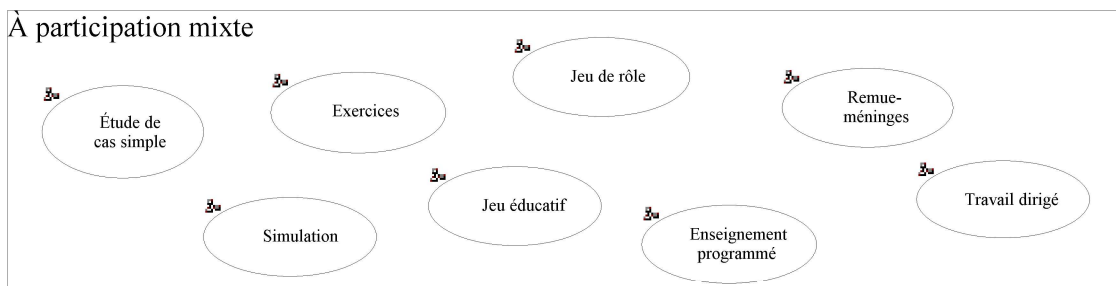 À participation mixte
Étude de
cas simple
Exercices
Jeu de rôle
Remue-
méninges
Simulation
Jeu éducatif
Enseignement
programmé
Travail dirigé